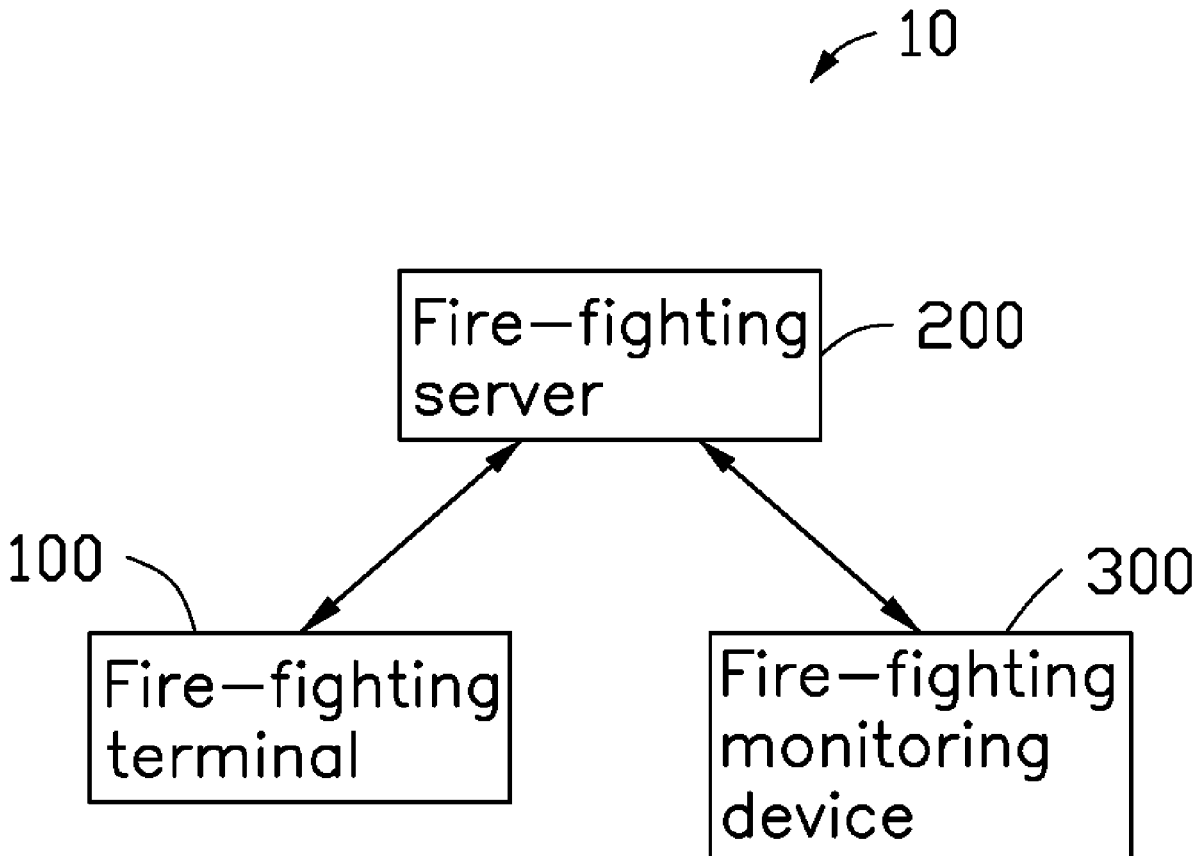 10
Fire-fighting
server
200
100
300
Fire-fighting
terminal
Fire-fighting
monitoring
device